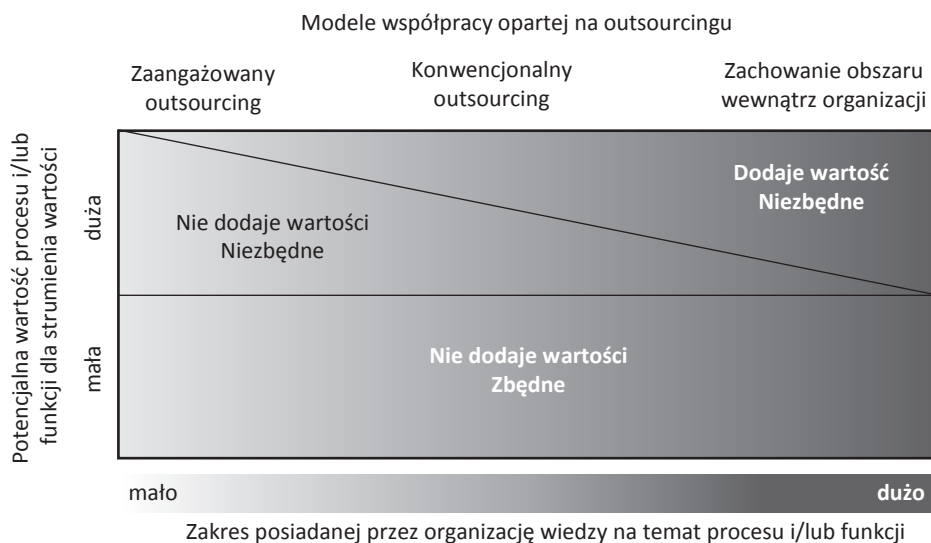 Modele współpracy opartej na outsourcingu
Zaangażowany
outsourcing
Konwencjonalny
outsourcing
Zachowanie obszaru
wewnątrz organizacji
Potencjalna wartość procesu i/lub
funkcji dla strumienia wartości
duża
mała
Dodaje wartość
Niezbędne
Nie dodaje wartości
Niezbędne
Nie dodaje wartości
Zbędne
mało
dużo
Zakres posiadanej przez organizację wiedzy na temat procesu i/lub funkcji